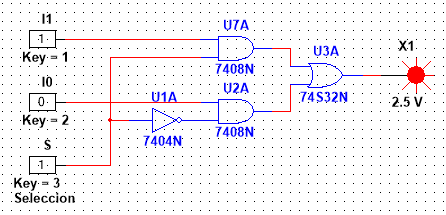 I1
1
Key = 1
U7A
7408N
U3A
74S32N
X1
2.5 V
I0
0
Key = 2
U1A
7404N
U2A
7408N
S
1
Key = 3
Seleccion